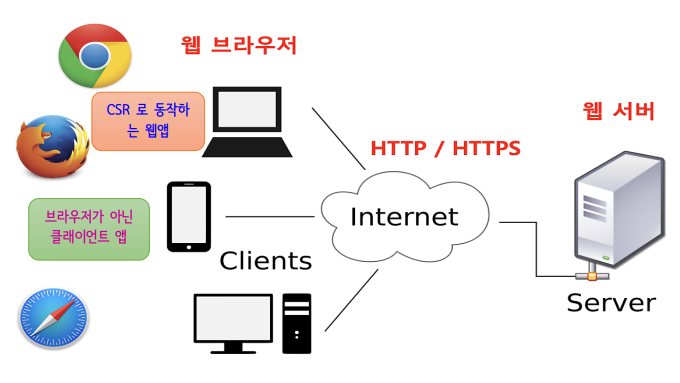 웹 브라우저
CSR 로 동작하
는 웹앱
웹 서버
HTTP / HTTPS
브라우저가 아닌
클래이언트 앱
Internet
Clients
Server